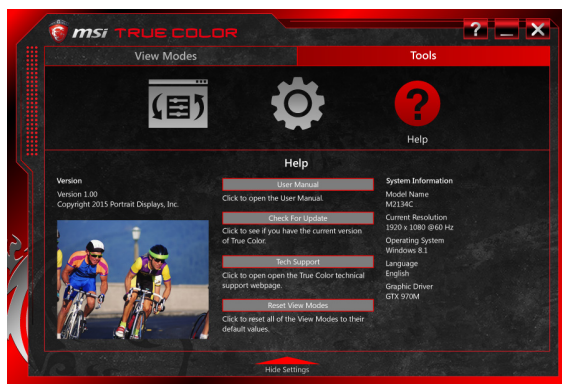 msi TRUE COLOR
?
View Modes
Tools
?
Help
Help
Version
Version 1.00
Copyright 2015 Portrait Displays, Inc.
User Manual
Click to open the User Manual.
Check For Update
Click to see if you have the current version
of True Color.
Tech Support
Click to open open the True Color technical
support webpage.
Reset View Modes
Click to reset all of the View Modes to their
default values.
System Information
Model Name
M2134C
Current Resolution
1920 x 1080 @60 Hz
Operating System
Windows 8.1
Language
English
Graphic Driver
GTX 970M
Hide Settings